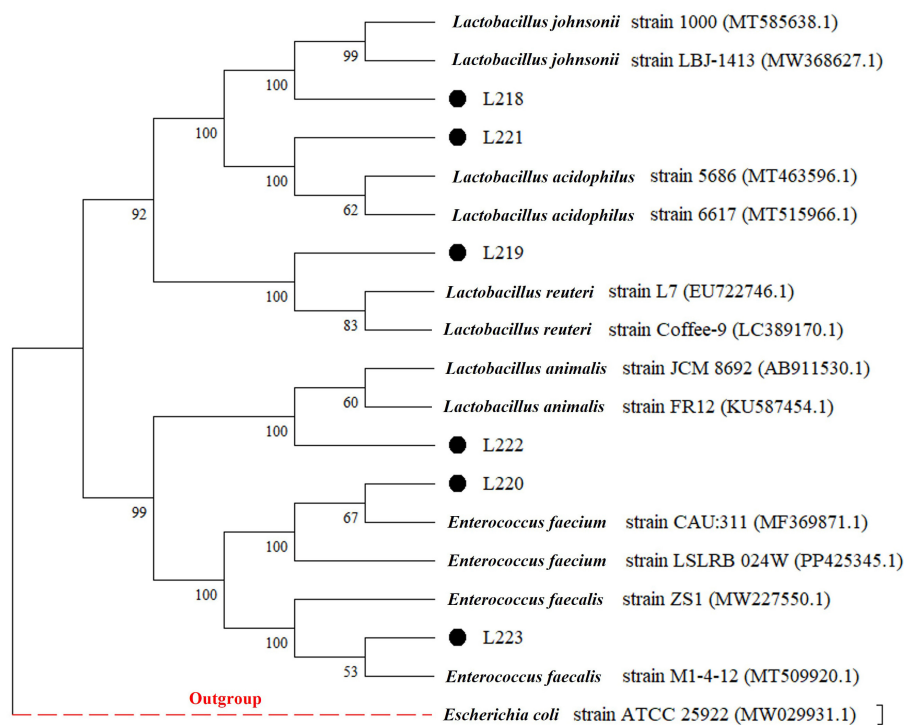 Lactobacillus johnsonii strain 1000 (MT585638.1)
99
Lactobacillus johnsonii strain LBJ-1413 (MW368627.1)
100
L218
100
L221
100
Lactobacillus acidophilus strain 5686 (MT463596.1)
62
Lactobacillus acidophilus strain 6617 (MT515966.1)
92
L219
100
Lactobacillus reuteri strain L7 (EU722746.1)
83
Lactobacillus reuteri strain Coffee-9 (LC389170.1)
Lactobacillus animalis strain JCM 8692 (AB911530.1)
60
Lactobacillus animalis strain FR12 (KU587454.1)
100
L222
99
L220
67
Enterococcus faecium strain CAU:311 (MF369871.1)
100
Enterococcus faecium strain LSLRB 024W (PP425345.1)
100
Enterococcus faecalis strain ZS1 (MW227550.1)
100
L223
53
Enterococcus faecalis strain M1-4-12 (MT509920.1)
Outgroup
Escherichia coli strain ATCC 25922 (MW029931.1)